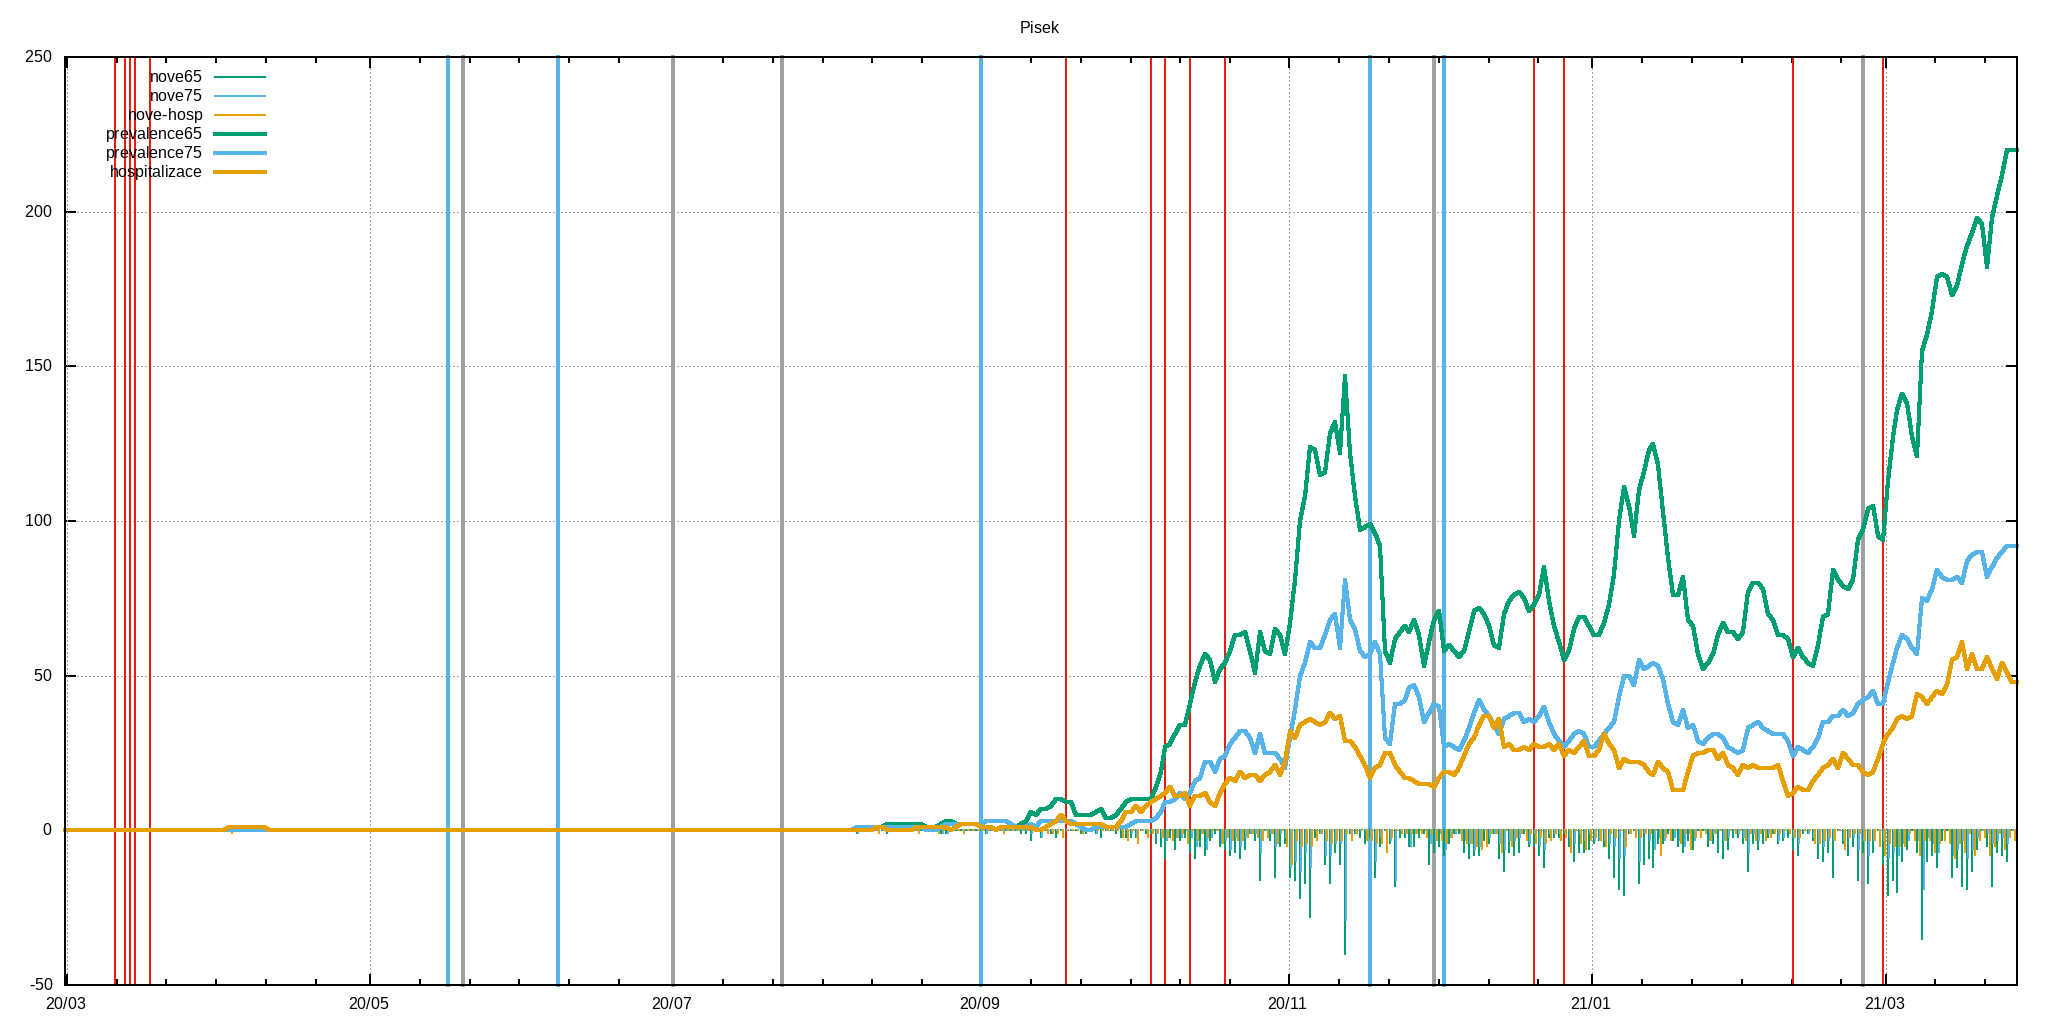 Pisek
250
200
150
100
50
0
-50
nove65
nove75
nove-hosp
prevalence65
prevalence75
hospitalizace
20/03 20/05 20/07 20/09 20/11 21/01 21/03